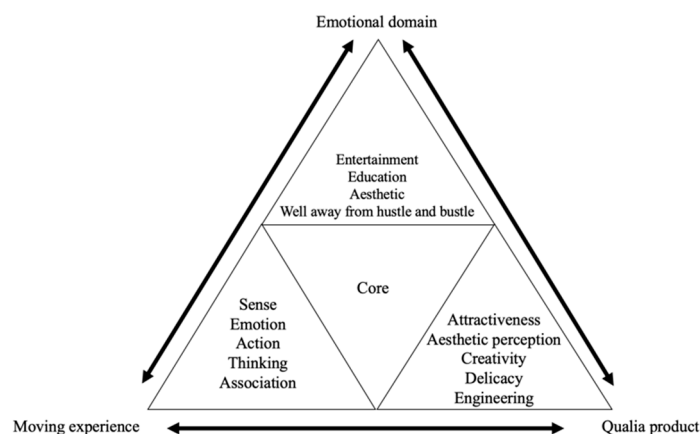 Emotional domain
Entertainment
Education
Aesthetic
Well away from hustle and bustle
Core
Sense
Emotion
Action
Thinking
Association
Attractiveness
Aesthetic perception
Creativity
Delicacy
Engineering
Moving experience
Qualia product